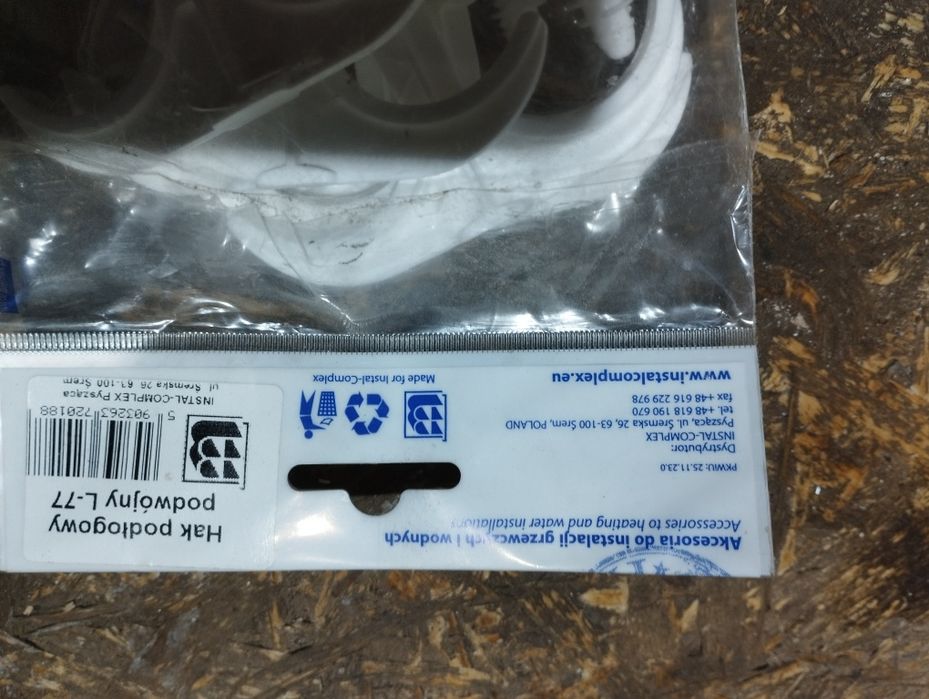 Akcesoria do instalacji grzewczych i wodnych
Accessories to heating and water installations
PKWiU: 25.11.23.0
Dystrybutor:
INSTAL-COMPLEX
Pysząca, ul. Śremska 26, 63-100 Śrem, POLAND
tel. +48 618 190 670
fax +48 616 229 978
www.instalcomplex.eu
Made for Instal-Complex
Hak podłogowy
podwójny L-77
5 903263 720188
INSTAL-COMPLEX Pysząca
ul Śremska 26 63-100 Śrem